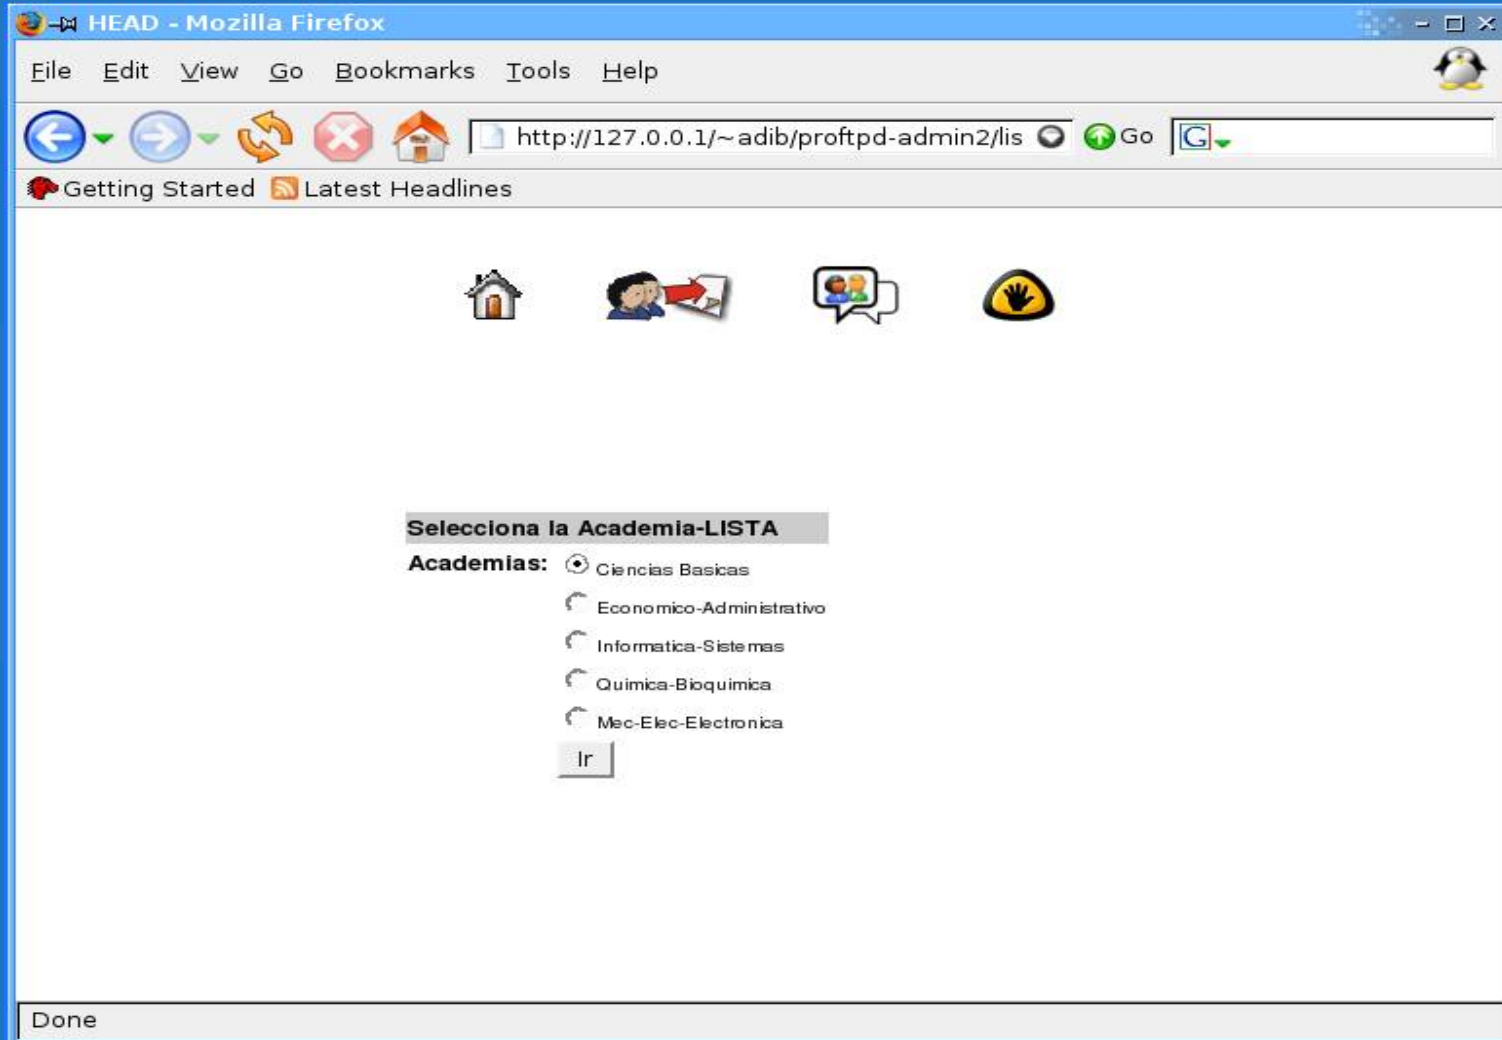 HEAD - Mozilla Firefox
File Edit View Go Bookmarks Tools Help
http://127.0.0.1/~adib/proftpd-admin2/lis Go G
Getting Started Latest Headlines
Selecciona la Academia-LISTA
Academias: Ciencias Basicas
Economico-Administrativo
Informatica-Sistemas
Quimica-Bioquimica
Mec-Elec-Electronica
Ir
Done